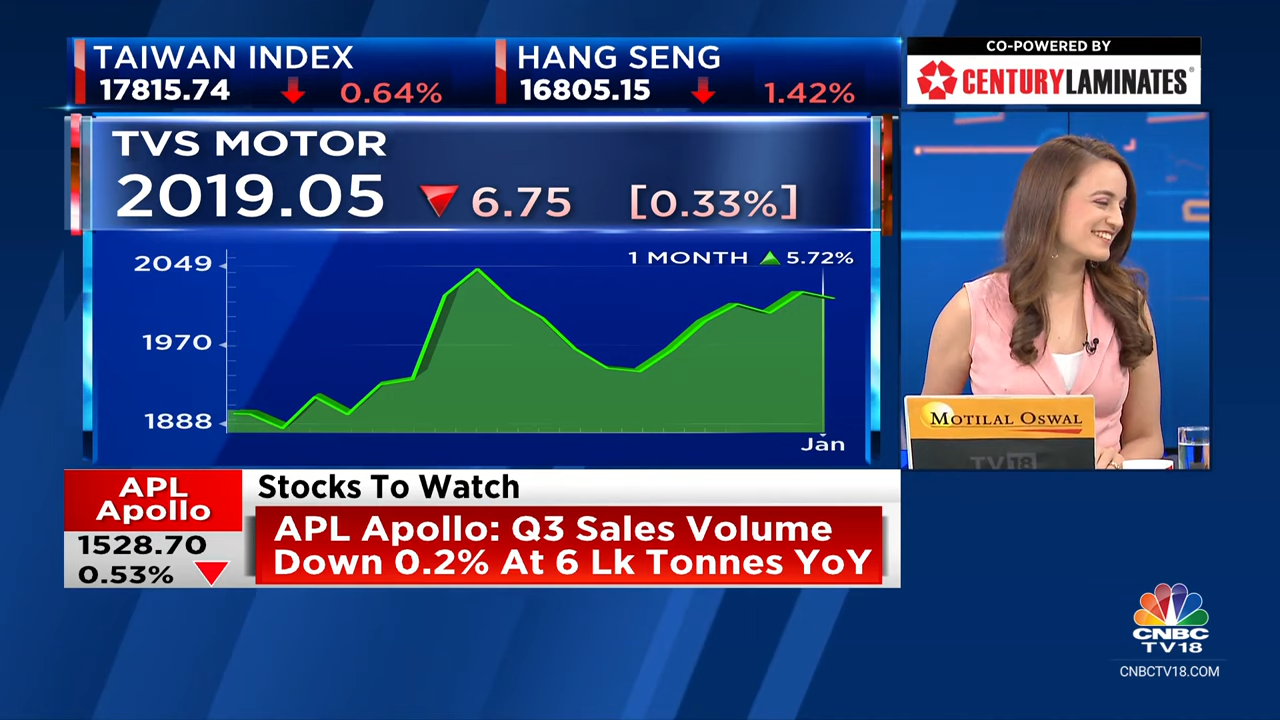 TAIWAN INDEX
17815.74 0.64%
HANG SENG
16805.15 1.42%
CO-POWERED BY
CENTURYLAMINATES®
TVS MOTOR
2019.05 6.75 [0.33%]
1 MONTH 5.72%
2049
1970
1888
Jan
MOTILAL OSWAL
TV18
APL
Apollo
1528.70
0.53%
Stocks To Watch
APL Apollo: Q3 Sales Volume
Down 0.2% At 6 Lk Tonnes YoY
CNBC
TV18
CNBCTV18.COM